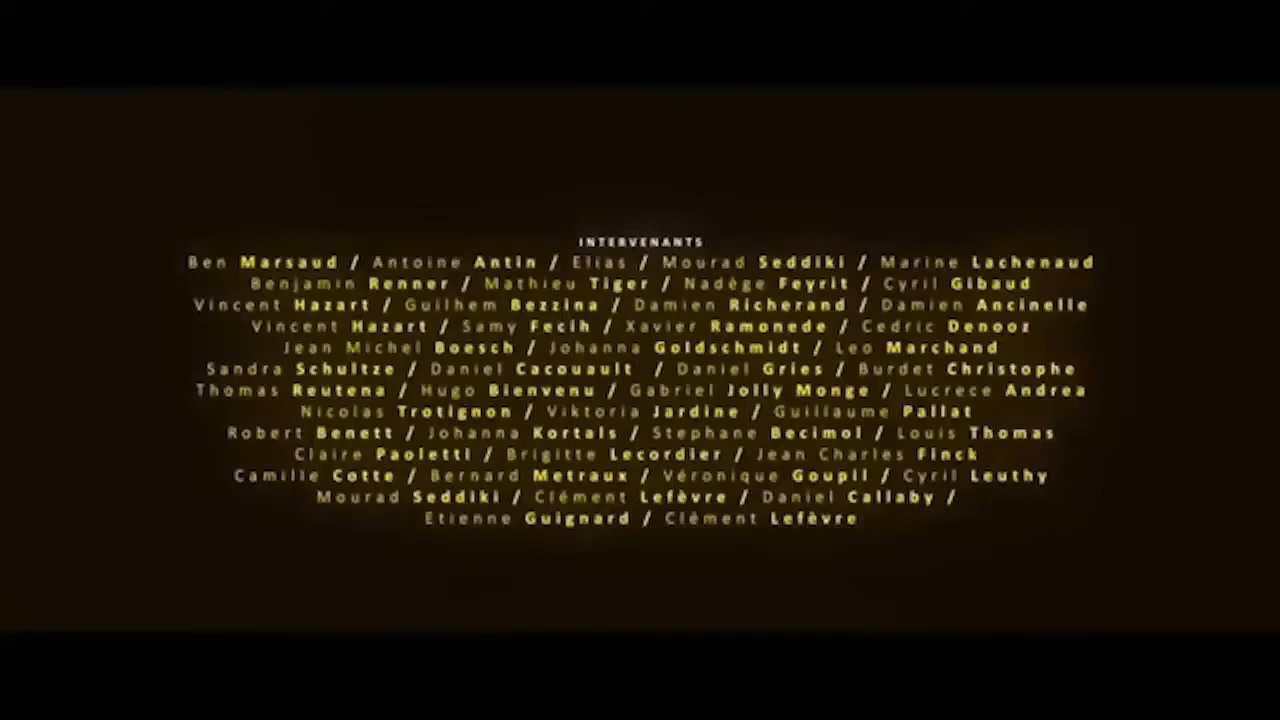 INTERVENANTS
Ben Marsaud / Antoine Antin / Elias / Mourad Seddiki / Marine Lachenaud
Benjamin Renner / Mathieu Tiger / Nadège Feyrit / Cyril Gibaud
Vincent Hazart / Guilhem Bezzina / Damien Richerand / Damien Ancinelle
Vincent Hazart / Samy Fecih / Xavier Ramonede / Cedric Denooz
Jean Michel Boesch / Johanna Goldschmidt / Leo Marchand
Sandra Schultze / Daniel Cacouault / Daniel Gries / Burdet Christophe
Thomas Reutena / Hugo Bienvenu / Gabriel Jolly Monge / Lucrece Andrea
Nicolas Trotignon / Viktoria Jardine / Guillaume Pallat
Robert Benett / Johanna Kortals / Stephane Becimol / Louis Thomas
Claire Paoletti / Brigitte Lecordier / Jean Charles Finck
Camille Cotte / Bernard Metraux / Véronique Goupil / Cyril Leuthy
Mourad Seddiki / Clément Lefèvre / Daniel Callaby /
Etienne Guignard / Clément Lefèvre